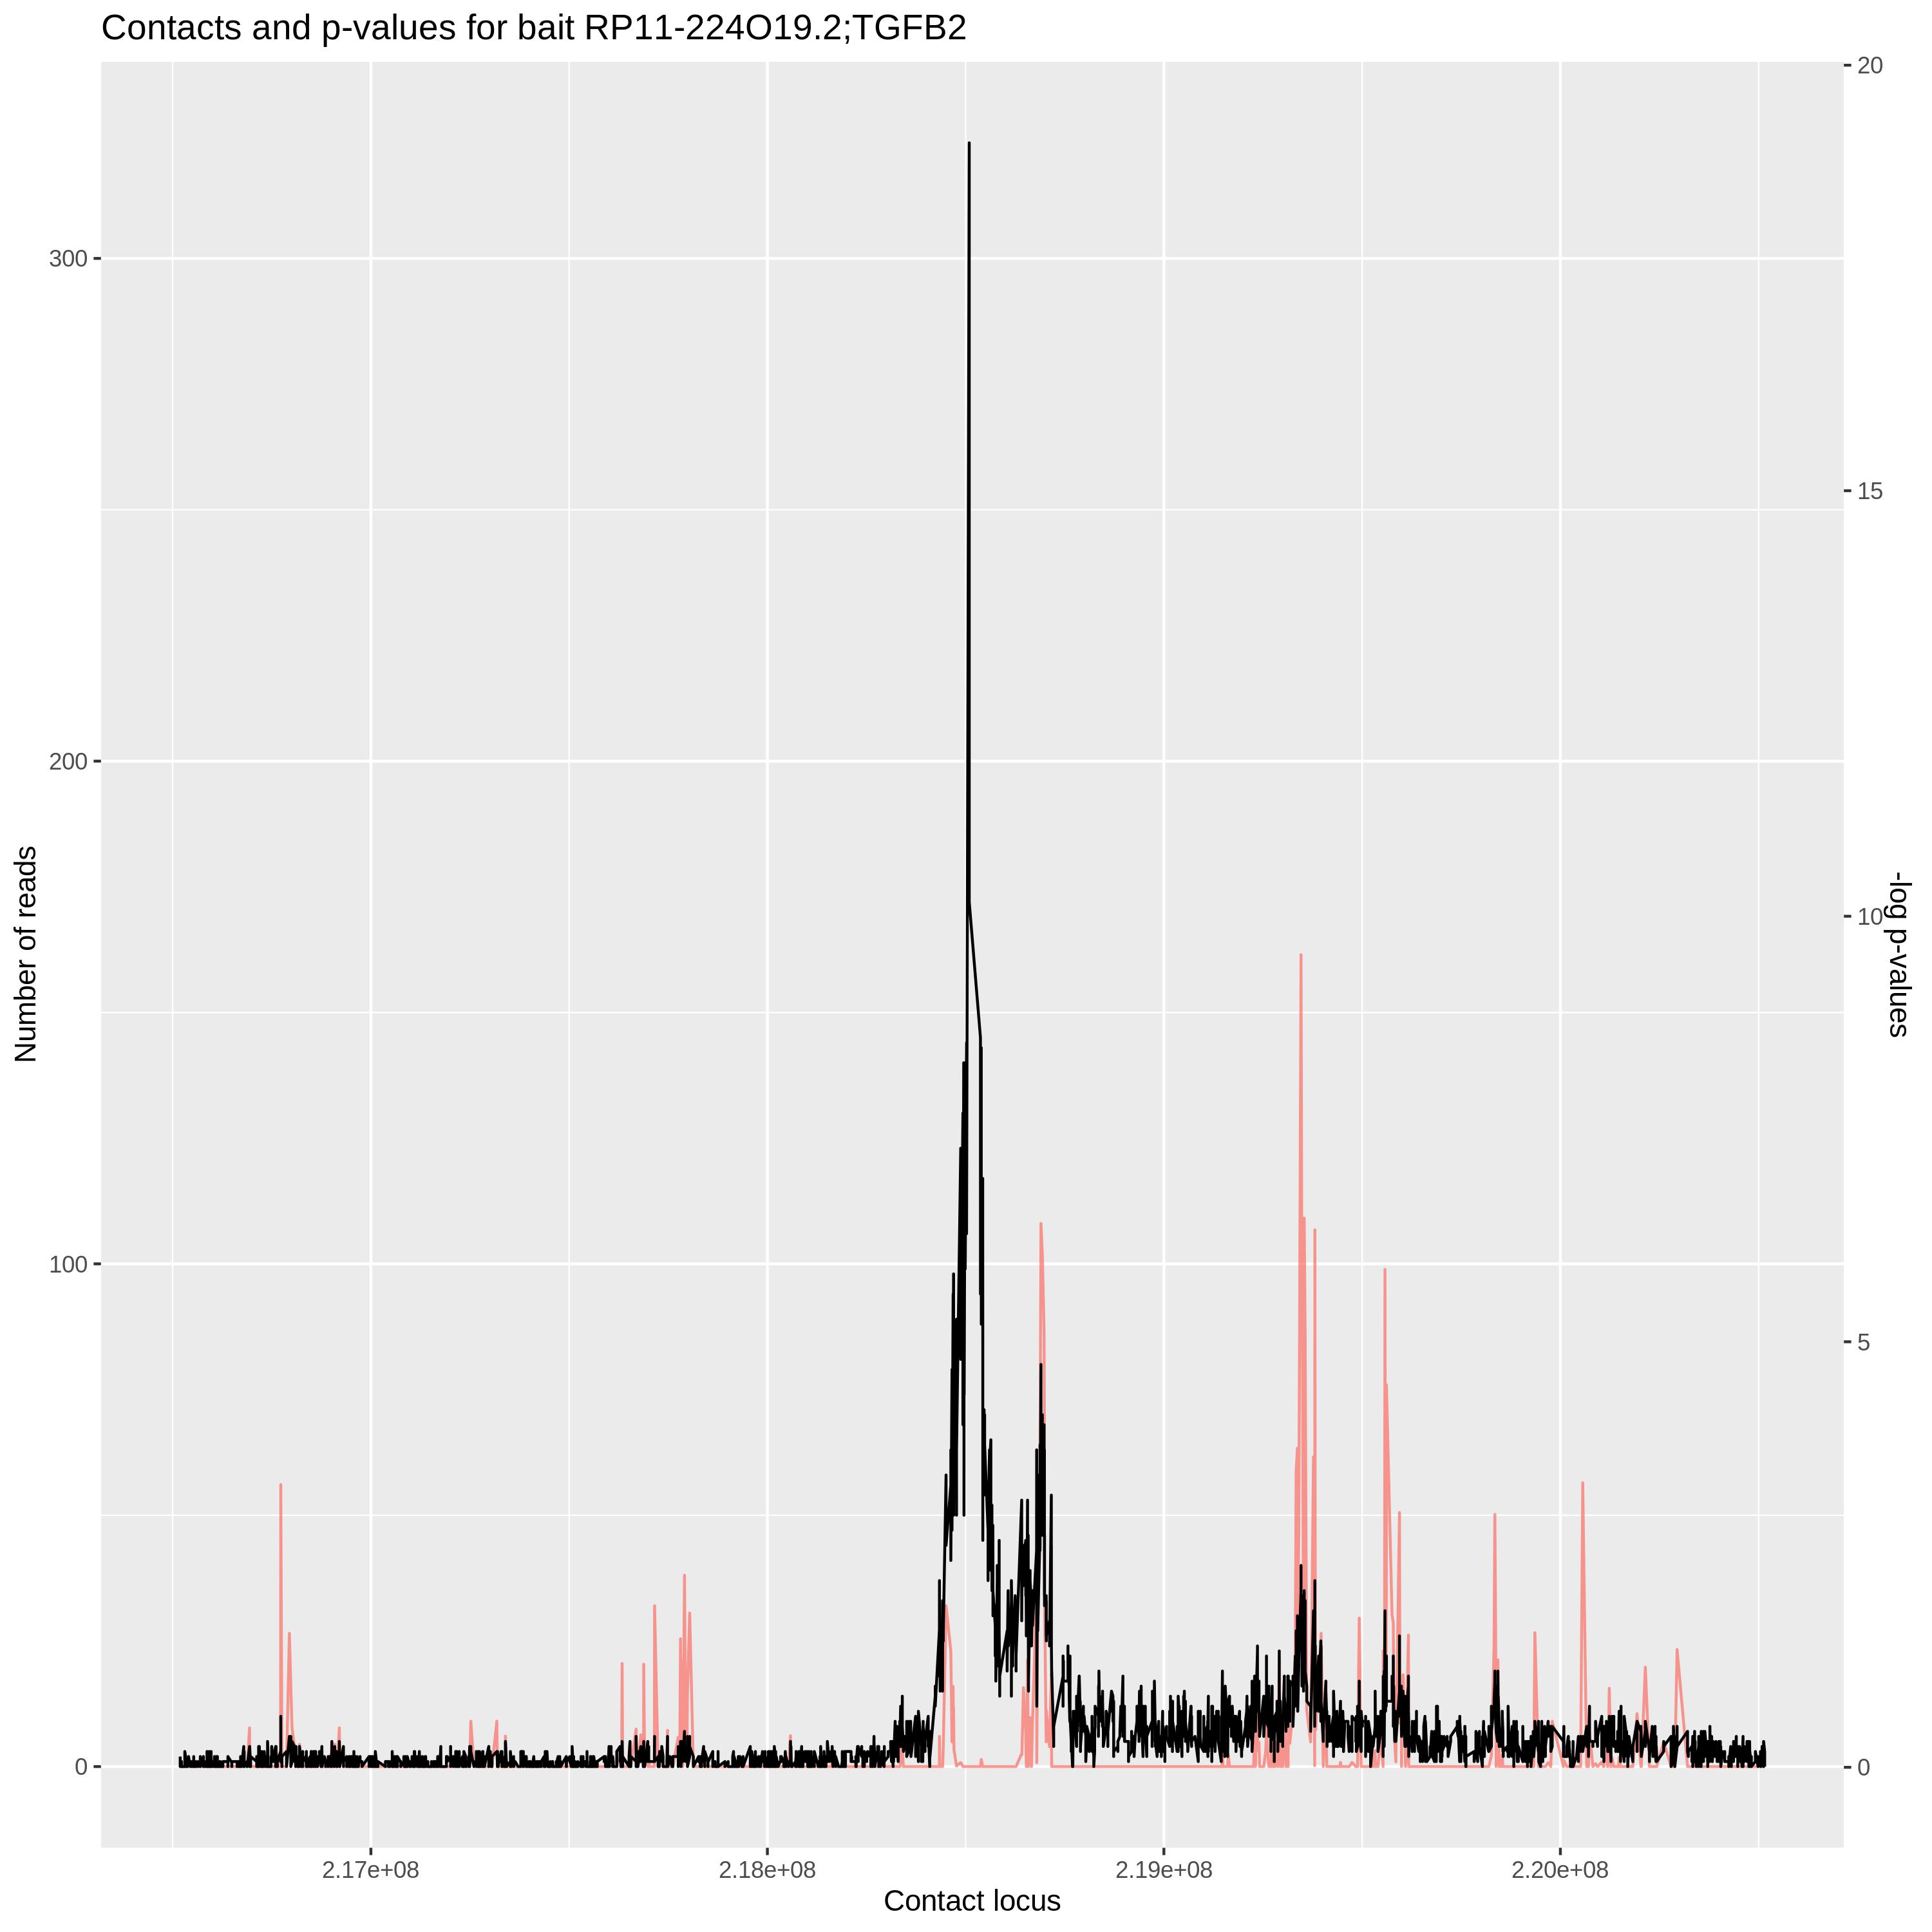 Contacts and p-values for bait RP11-224O19.2;TGFB2
20
300
15
200
Number of reads
10
-log p-values
100
5
0
0
2.17e+08 2.18e+08 2.19e+08 2.20e+08
Contact locus